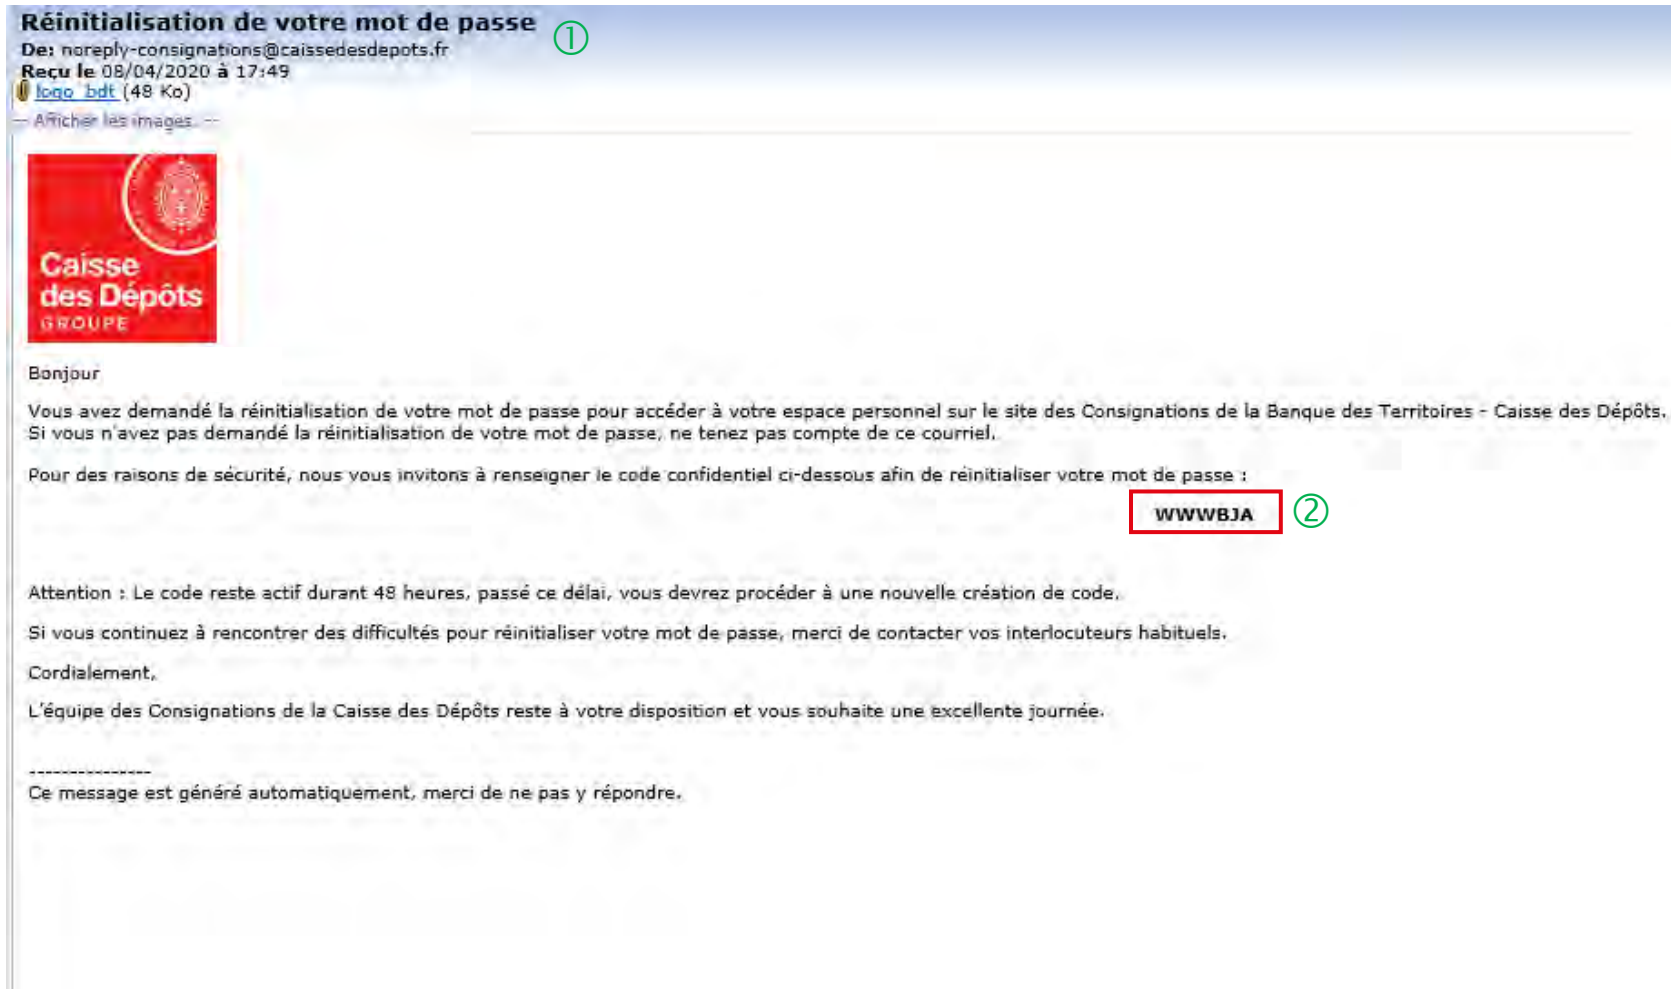 Réinitialisation de votre mot de passe
①
De: noreply-consignations@caissedesdepots.fr
Reçu le 08/04/2020 à 17:49
logo_bdt (48 Ko)
-- Afficher les images. --
Caisse
des Dépôts
GROUPE
Bonjour
Vous avez demandé la réinitialisation de votre mot de passe pour accéder à votre espace personnel sur le site des Consignations de la Banque des Territoires - Caisse des Dépôts.
Si vous n'avez pas demandé la réinitialisation de votre mot de passe, ne tenez pas compte de ce courriel.
Pour des raisons de sécurité, nous vous invitons à renseigner le code confidentiel ci-dessous afin de réinitialiser votre mot de passe :
WWWBJA
②
Attention : Le code reste actif durant 48 heures, passé ce délai, vous devrez procéder à une nouvelle création de code.
Si vous continuez à rencontrer des difficultés pour réinitialiser votre mot de passe, merci de contacter vos interlocuteurs habituels.
Cordialement,
L'équipe des Consignations de la Caisse des Dépôts reste à votre disposition et vous souhaite une excellente journée.
---------------
Ce message est généré automatiquement, merci de ne pas y répondre.